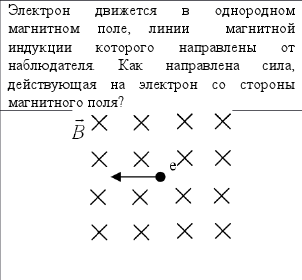 Электрон движется в однородном
магнитном поле, линии магнитной
индукции которого направлены от
наблюдателя. Как направлена сила,
действующая на электрон со стороны
магнитного поля?
B
e